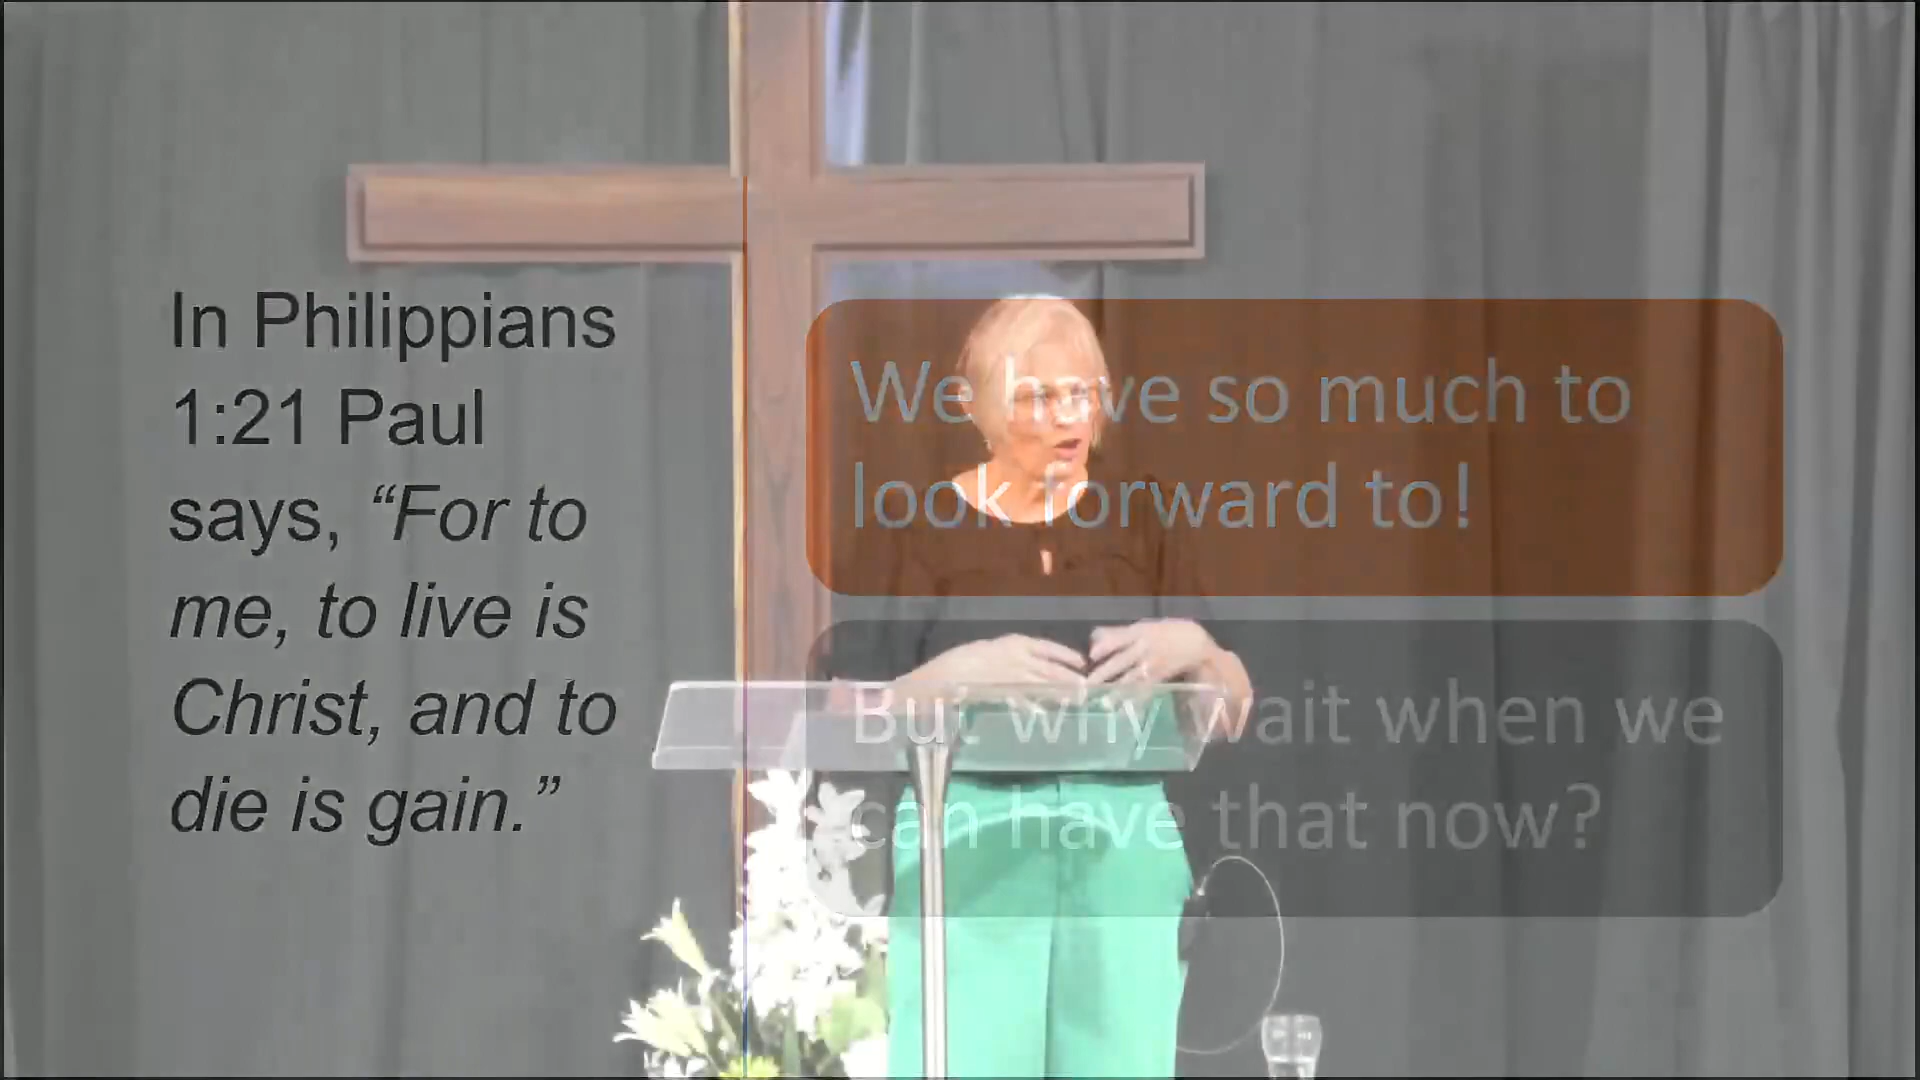 In Philippians
1:21 Paul
says, “For to
me, to live is
Christ, and to
die is gain.”
We have so much to
look forward to!
But why wait when we
can have that now?